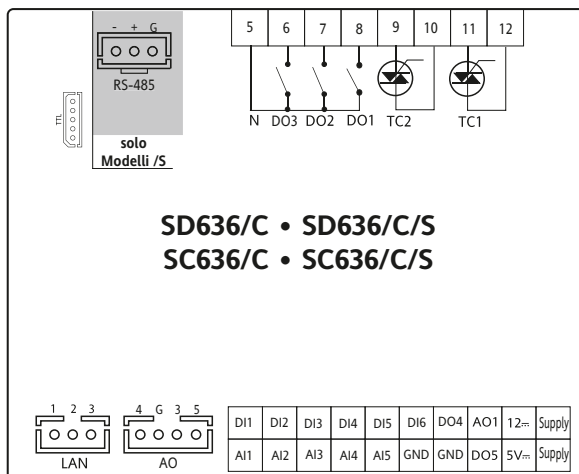 - + G
RS-485
TTL
solo
Modelli /S
5 6 7 8 9 10 11 12
N DO3 DO2 DO1 TC2 TC1
SD636/C • SD636/C/S
SC636/C • SC636/C/S
1 2 3
LAN
4 G 3 5
AO
DI1 DI2 DI3 DI4 DI5 DI6 DO4 AO1 12⎓ Supply
AI1 AI2 AI3 AI4 AI5 GND GND DO5 5V⎓ Supply